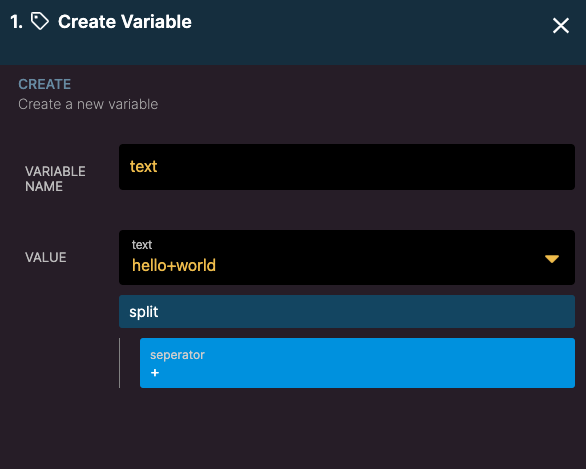 1. Create Variable
CREATE
Create a new variable
VARIABLE
NAME
text
VALUE
text
hello+world
split
seperator
+